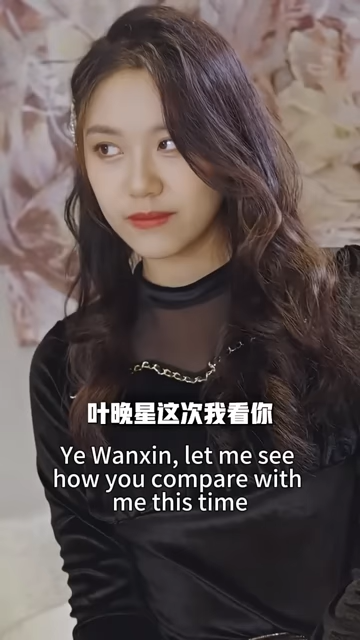 叶晚星这次我看你
Ye Wanxin, let me see
how you compare with
me this time